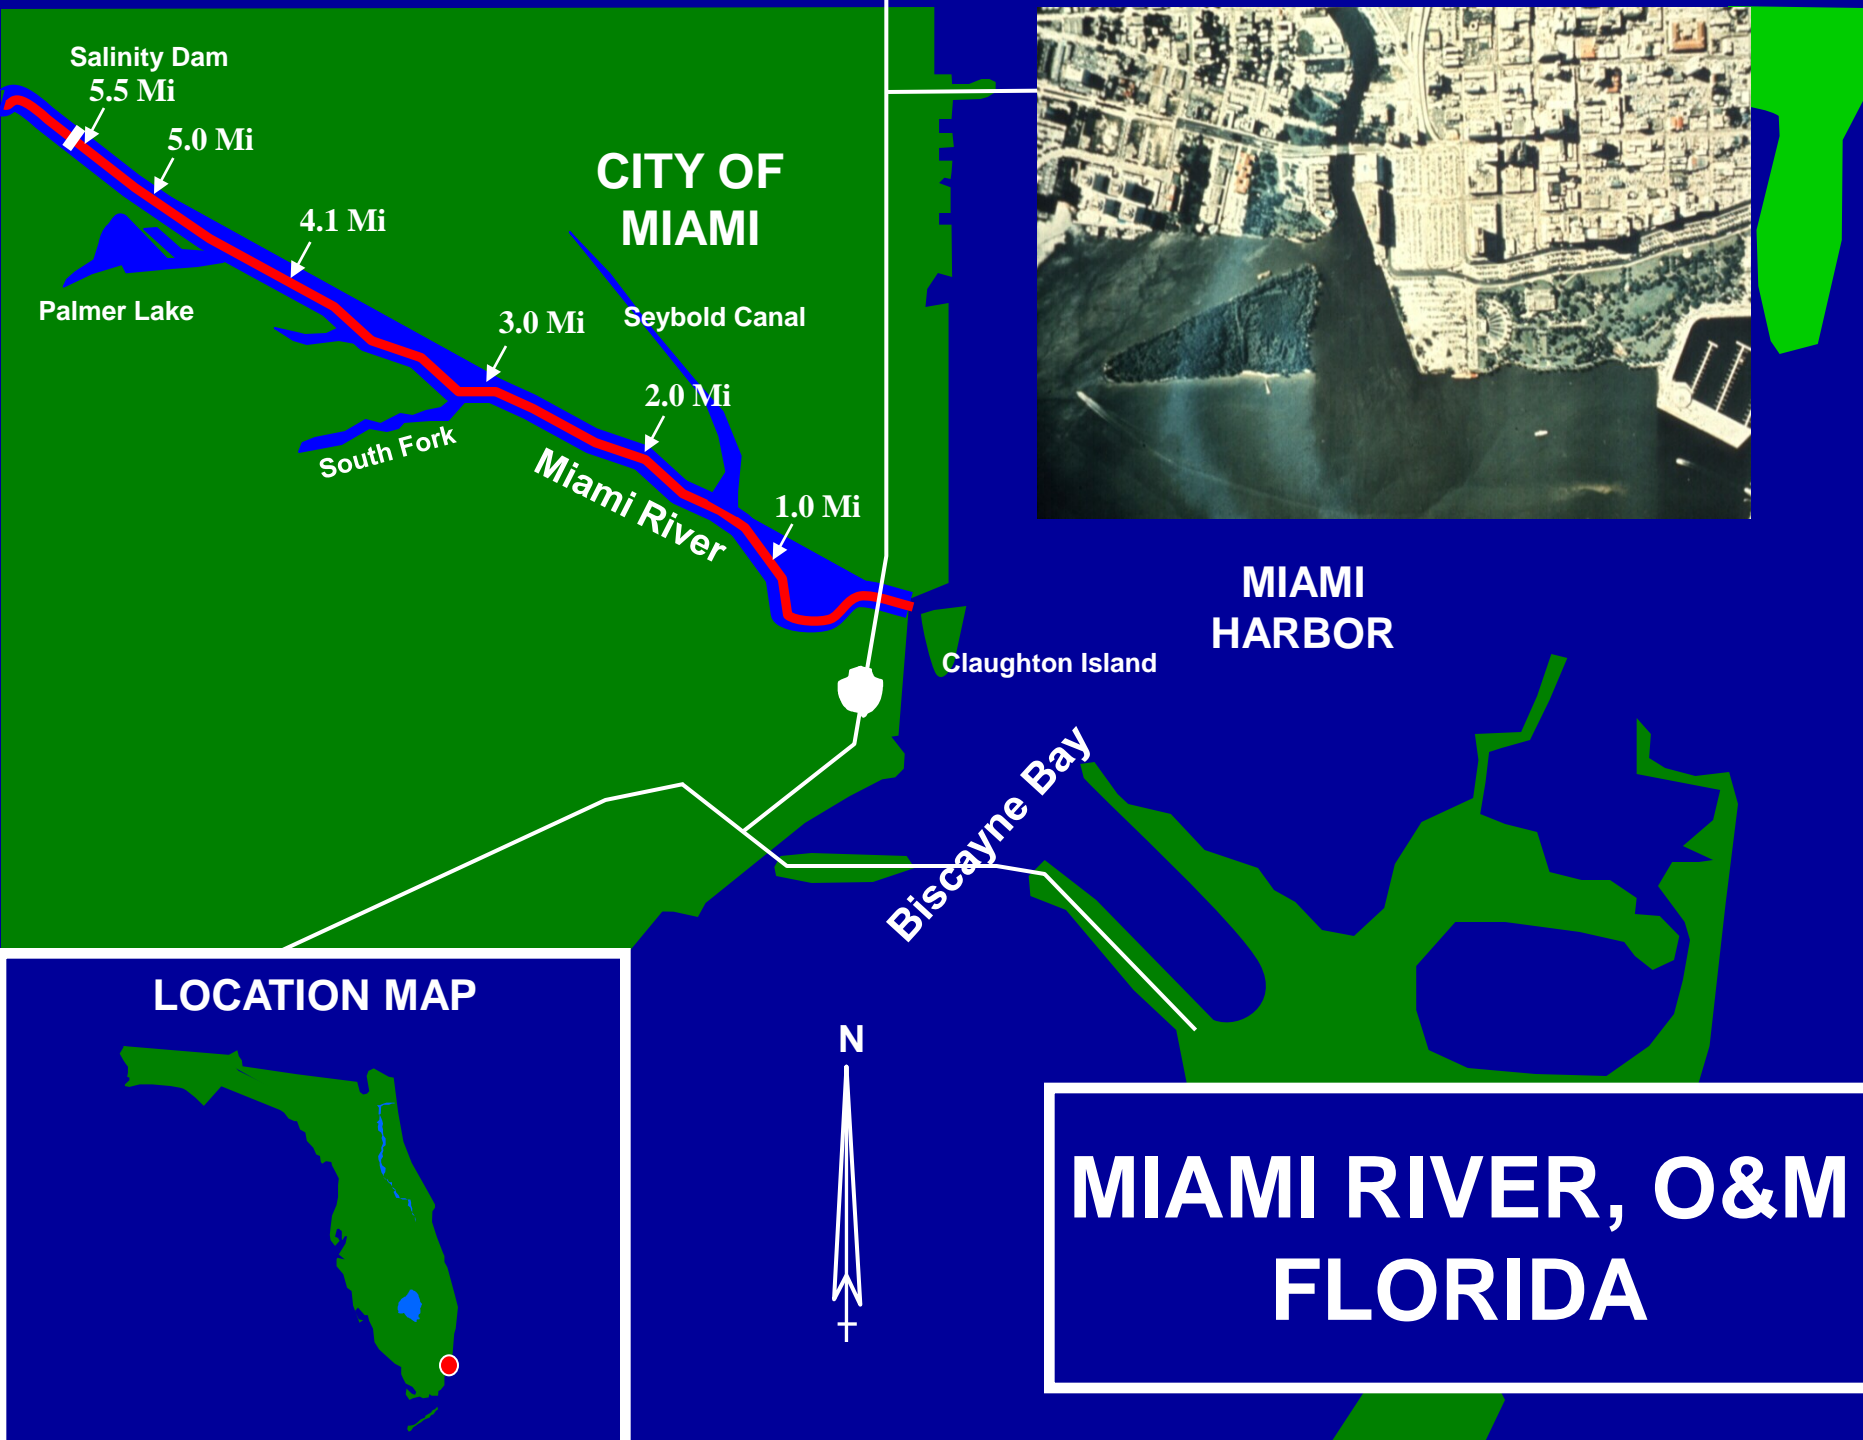 Salinity Dam
5.5 Mi
5.0 Mi
4.1 Mi
CITY OF
MIAMI
Palmer Lake
3.0 Mi
Seybold Canal
2.0 Mi
South Fork
Miami River
1.0 Mi
MIAMI
HARBOR
Claughton Island
Biscayne Bay
LOCATION MAP
N
MIAMI RIVER, O&M
FLORIDA